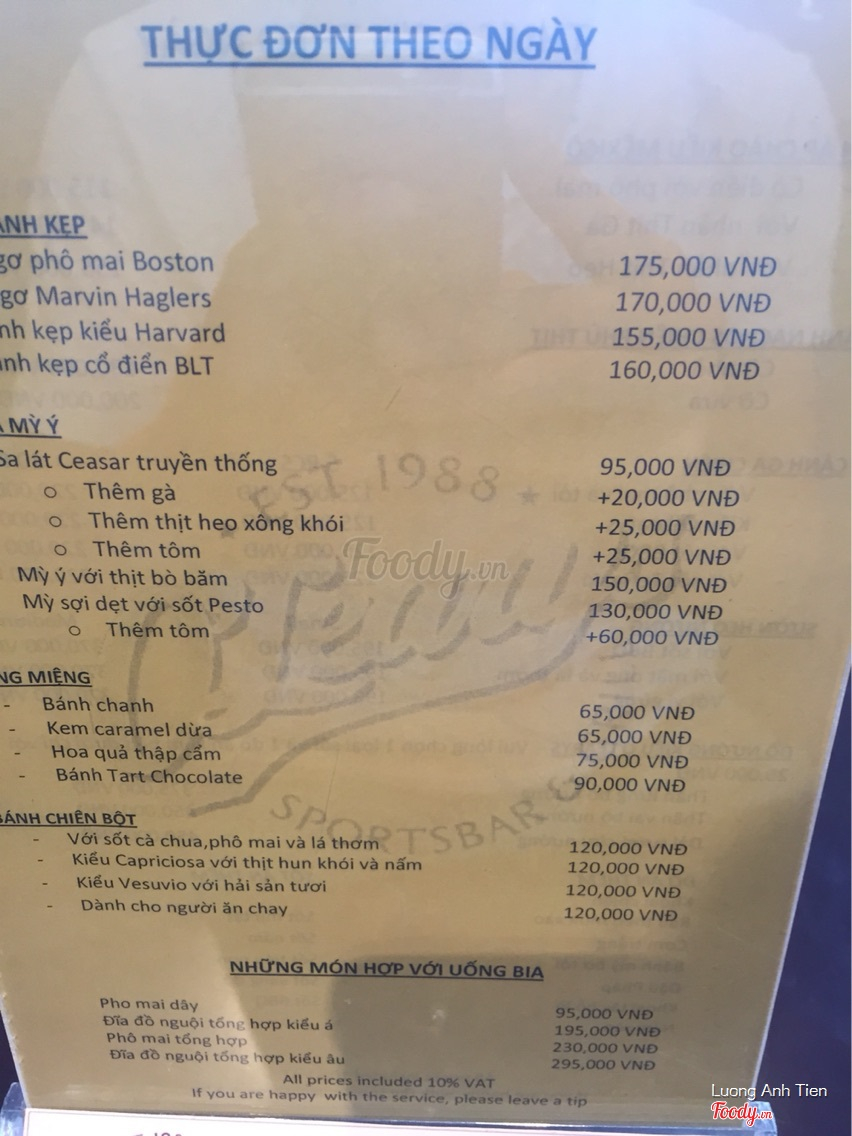 THỰC ĐƠN THEO NGÀY
ANH KẸP
gơ phô mai Boston 175,000 VNĐ
gơ Marvin Haglers 170,000 VNĐ
nh kẹp kiểu Harvard 155,000 VNĐ
anh kẹp cổ điển BLT 160,000 VNĐ
MỲ Ý
Sa lát Ceasar truyền thống 95,000 VNĐ
o Thêm gà +20,000 VNĐ
o Thêm thịt heo xông khói +25,000 VNĐ
o Thêm tôm +25,000 VNĐ
Mỳ ý với thịt bò băm 150,000 VNĐ
Mỳ sợi dẹt với sốt Pesto 130,000 VNĐ
o Thêm tôm +60,000 VNĐ
EST 1988
Foody.vn
NG MIỆNG
- Bánh chanh 65,000 VNĐ
- Kem caramel dừa 65,000 VNĐ
- Hoa quả thập cẩm 75,000 VNĐ
- Bánh Tart Chocolate 90,000 VNĐ
SPORTSBAR &
BÁNH CHIÊN BỘT
- Với sốt cà chua,phô mai và lá thơm 120,000 VNĐ
- Kiểu Capriciosa với thịt hun khói và nấm 120,000 VNĐ
- Kiểu Vesuvio với hải sản tươi 120,000 VNĐ
- Dành cho người ăn chay 120,000 VNĐ
NHỮNG MÓN HỢP VỚI UỐNG BIA
Pho mai dây 95,000 VNĐ
Đĩa đồ nguội tổng hợp kiểu á 195,000 VNĐ
Phô mai tổng hợp 230,000 VNĐ
Đĩa đồ nguội tổng hợp kiểu âu 295,000 VNĐ
All prices included 10% VAT
If you are happy with the service, please leave a tip
Luong Anh Tien
Foody.vn